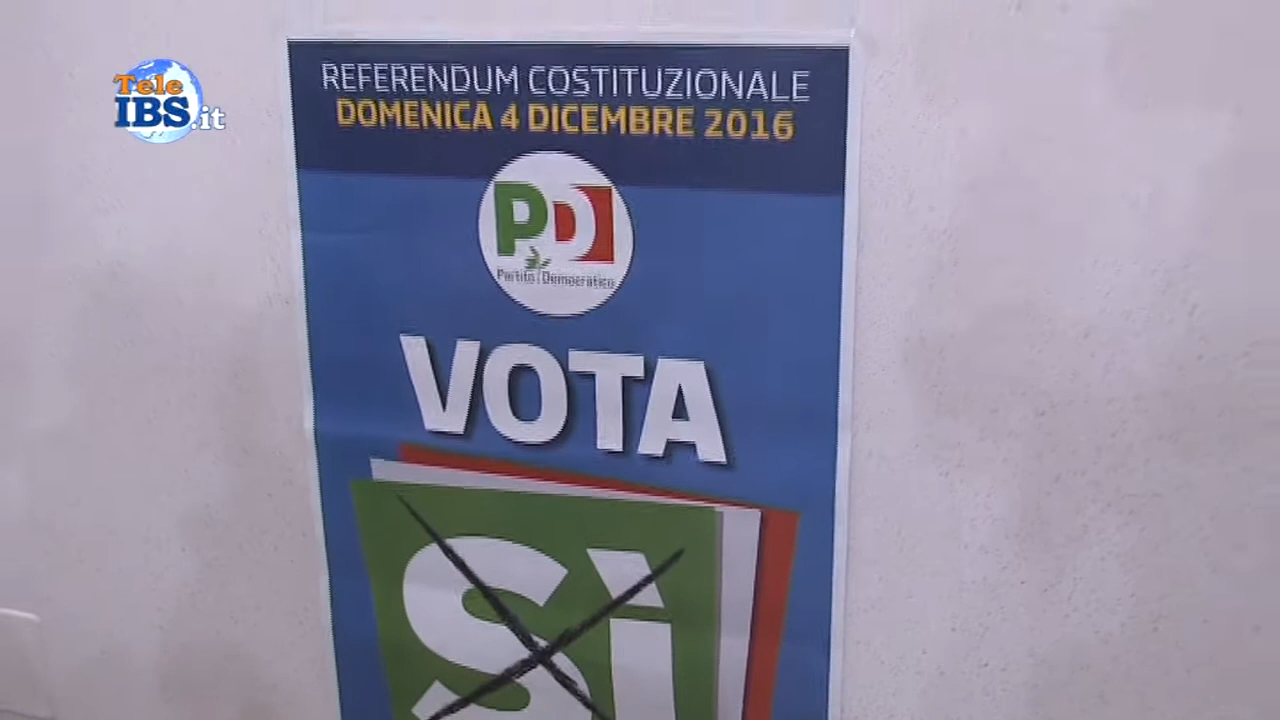 Tele
IBS.it
REFERENDUM COSTITUZIONALE
DOMENICA 4 DICEMBRE 2016
PD
Partito Democratico
VOTA
Sì